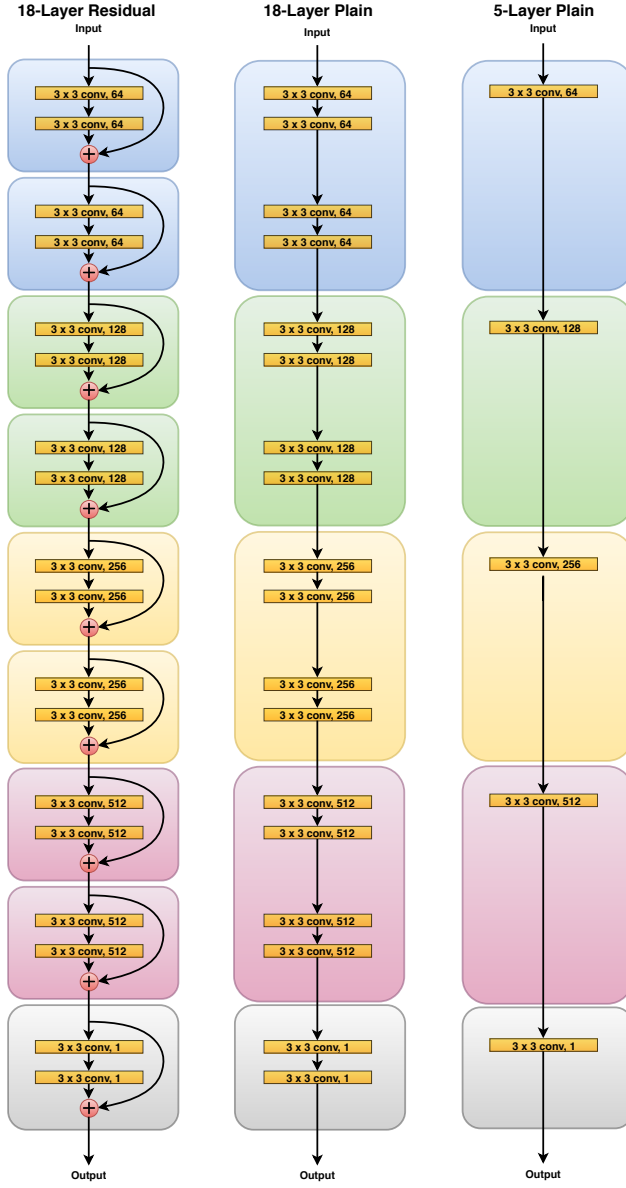 18-Layer Residual
Input
3 x 3 conv, 64
3 x 3 conv, 64
+
3 x 3 conv, 64
3 x 3 conv, 64
+
3 x 3 conv, 128
3 x 3 conv, 128
+
3 x 3 conv, 128
3 x 3 conv, 128
+
3 x 3 conv, 256
3 x 3 conv, 256
+
3 x 3 conv, 256
3 x 3 conv, 256
+
3 x 3 conv, 512
3 x 3 conv, 512
+
3 x 3 conv, 512
3 x 3 conv, 512
+
3 x 3 conv, 1
3 x 3 conv, 1
+
Output
18-Layer Plain
Input
3 x 3 conv, 64
3 x 3 conv, 64
3 x 3 conv, 64
3 x 3 conv, 64
3 x 3 conv, 128
3 x 3 conv, 128
3 x 3 conv, 128
3 x 3 conv, 128
3 x 3 conv, 256
3 x 3 conv, 256
3 x 3 conv, 256
3 x 3 conv, 256
3 x 3 conv, 512
3 x 3 conv, 512
3 x 3 conv, 512
3 x 3 conv, 512
3 x 3 conv, 1
3 x 3 conv, 1
Output
5-Layer Plain
Input
3 x 3 conv, 64
3 x 3 conv, 128
3 x 3 conv, 256
3 x 3 conv, 512
3 x 3 conv, 1
Output